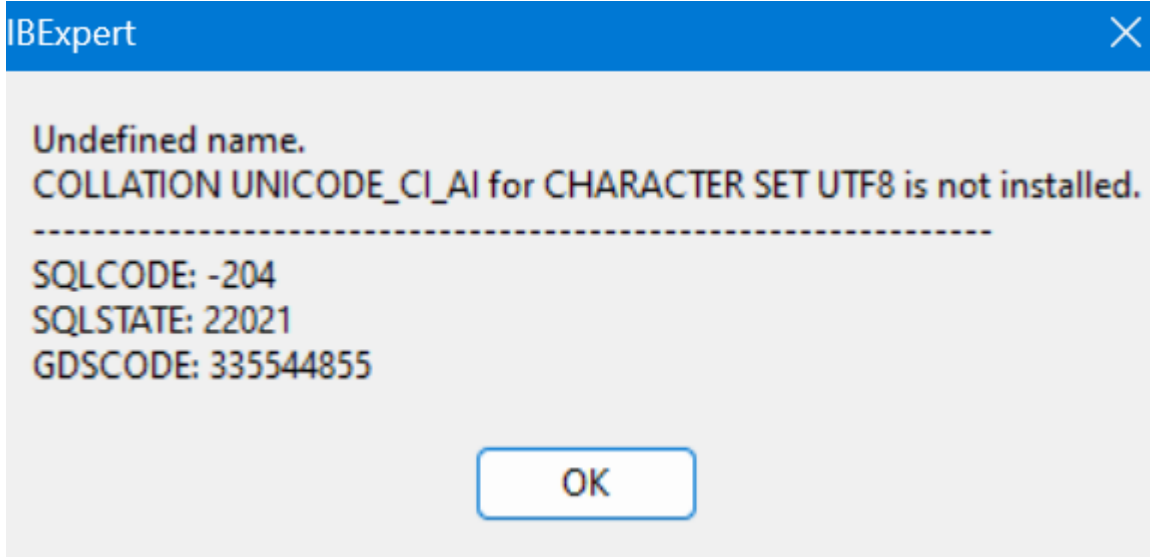 IBExpert
Undefined name.
COLLATION UNICODE_CI_AI for CHARACTER SET UTF8 is not installed.
----------------------------------------------------------------
SQLCODE: -204
SQLSTATE: 22021
GDSCODE: 335544855
OK